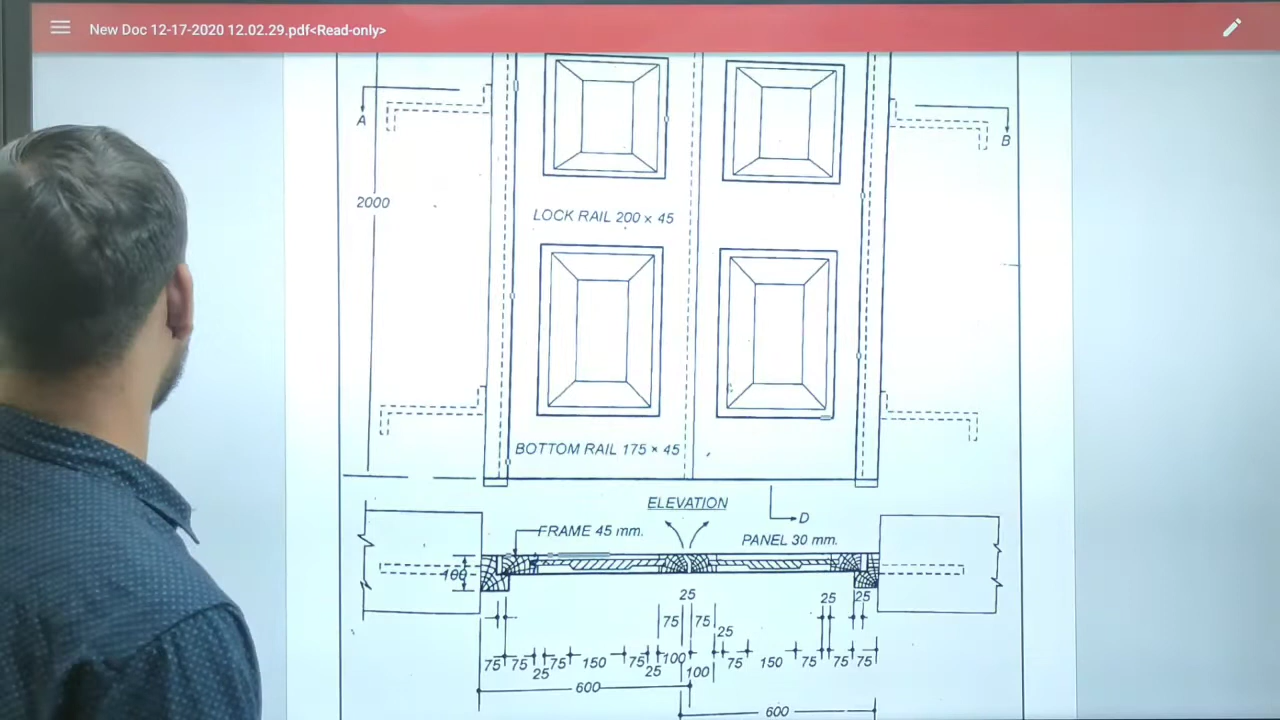 New Doc 12-17-2020 12.02.29.pdf<Read-only>
A
B
2000
LOCK RAIL 200 × 45
BOTTOM RAIL 175 × 45
ELEVATION
D
FRAME 45 mm.
PANEL 30 mm.
100
25
25
25
75
75
25
75
75
25
75
150
75
25
100
100
75
150
75
75
75
600
600